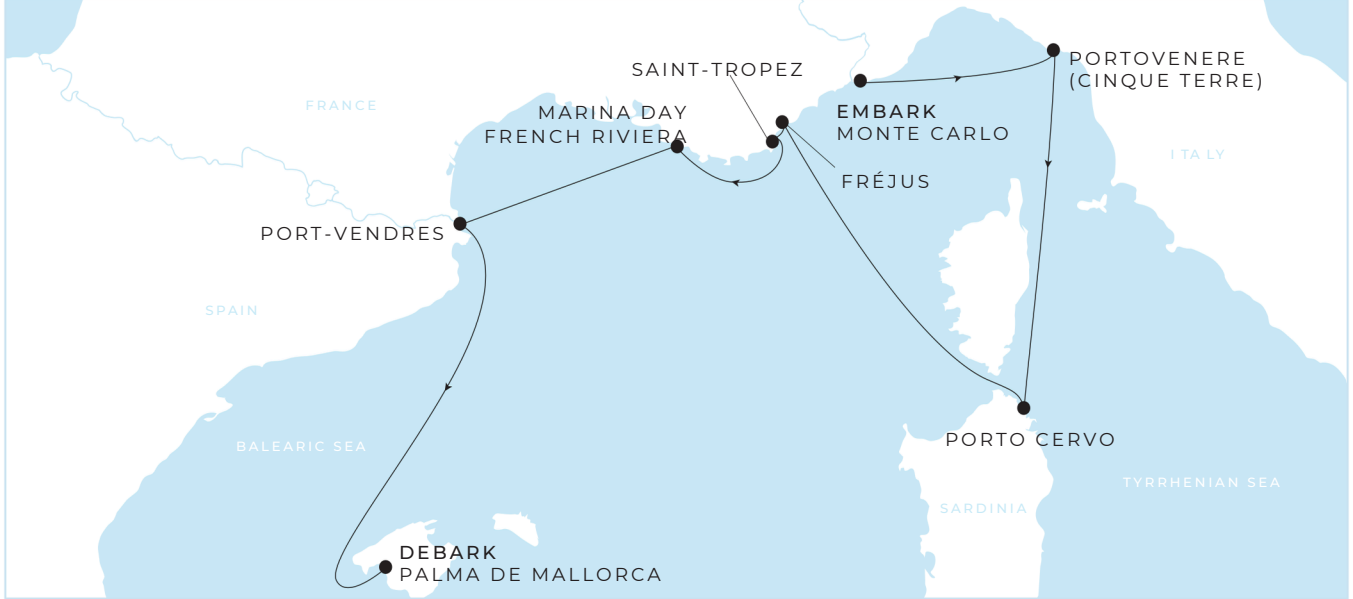 SAINT-TROPEZ
PORTOVENERE
(CINQUE TERRE)
FRANCE
MARINA DAY
FRENCH RIVIERA
EMBARK
MONTE CARLO
ITALY
FRÉJUS
PORT-VENDRES
SPAIN
PORTO CERVO
BALEARIC SEA
TYRRHENIAN SEA
SARDINIA
DEBARK
PALMA DE MALLORCA